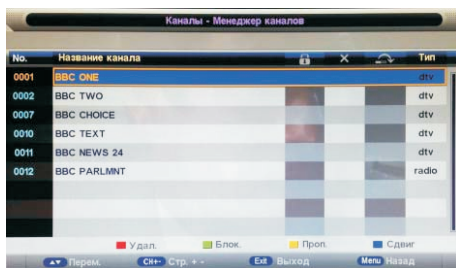 Каналы - Менеджер каналов
No. Название канала Тип
0001 BBC ONE dtv
0002 BBC TWO dtv
0007 BBC CHOICE dtv
0010 BBC TEXT dtv
0011 BBC NEWS 24 dtv
0012 BBC PARLMNT radio
Удал. Блок. Проп. Сдвиг
Перем. CH+- Стр. + - Exit Выход Menu Назад